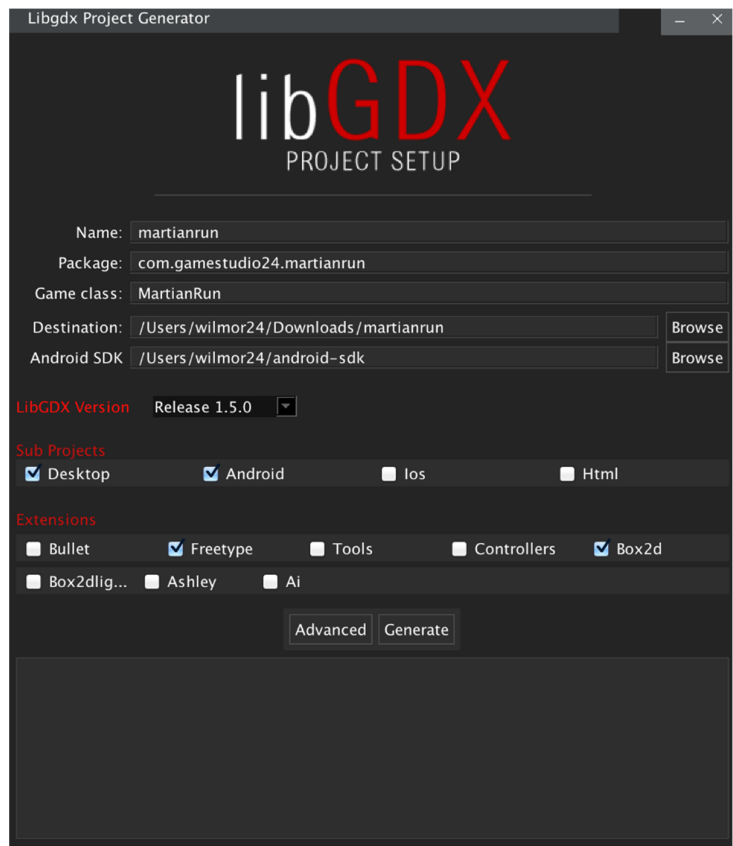 Libgdx Project Generator
libGDX
PROJECT SETUP
Name: martianrun
Package: com.gamestudio24.martianrun
Game class: MartianRun
Destination: /Users/wilmor24/Downloads/martianrun Browse
Android SDK /Users/wilmor24/android-sdk Browse
LibGDX Version Release 1.5.0
Sub Projects
Desktop Android Ios Html
Extensions
Bullet Freetype Tools Controllers Box2d
Box2dlig... Ashley Ai
Advanced Generate